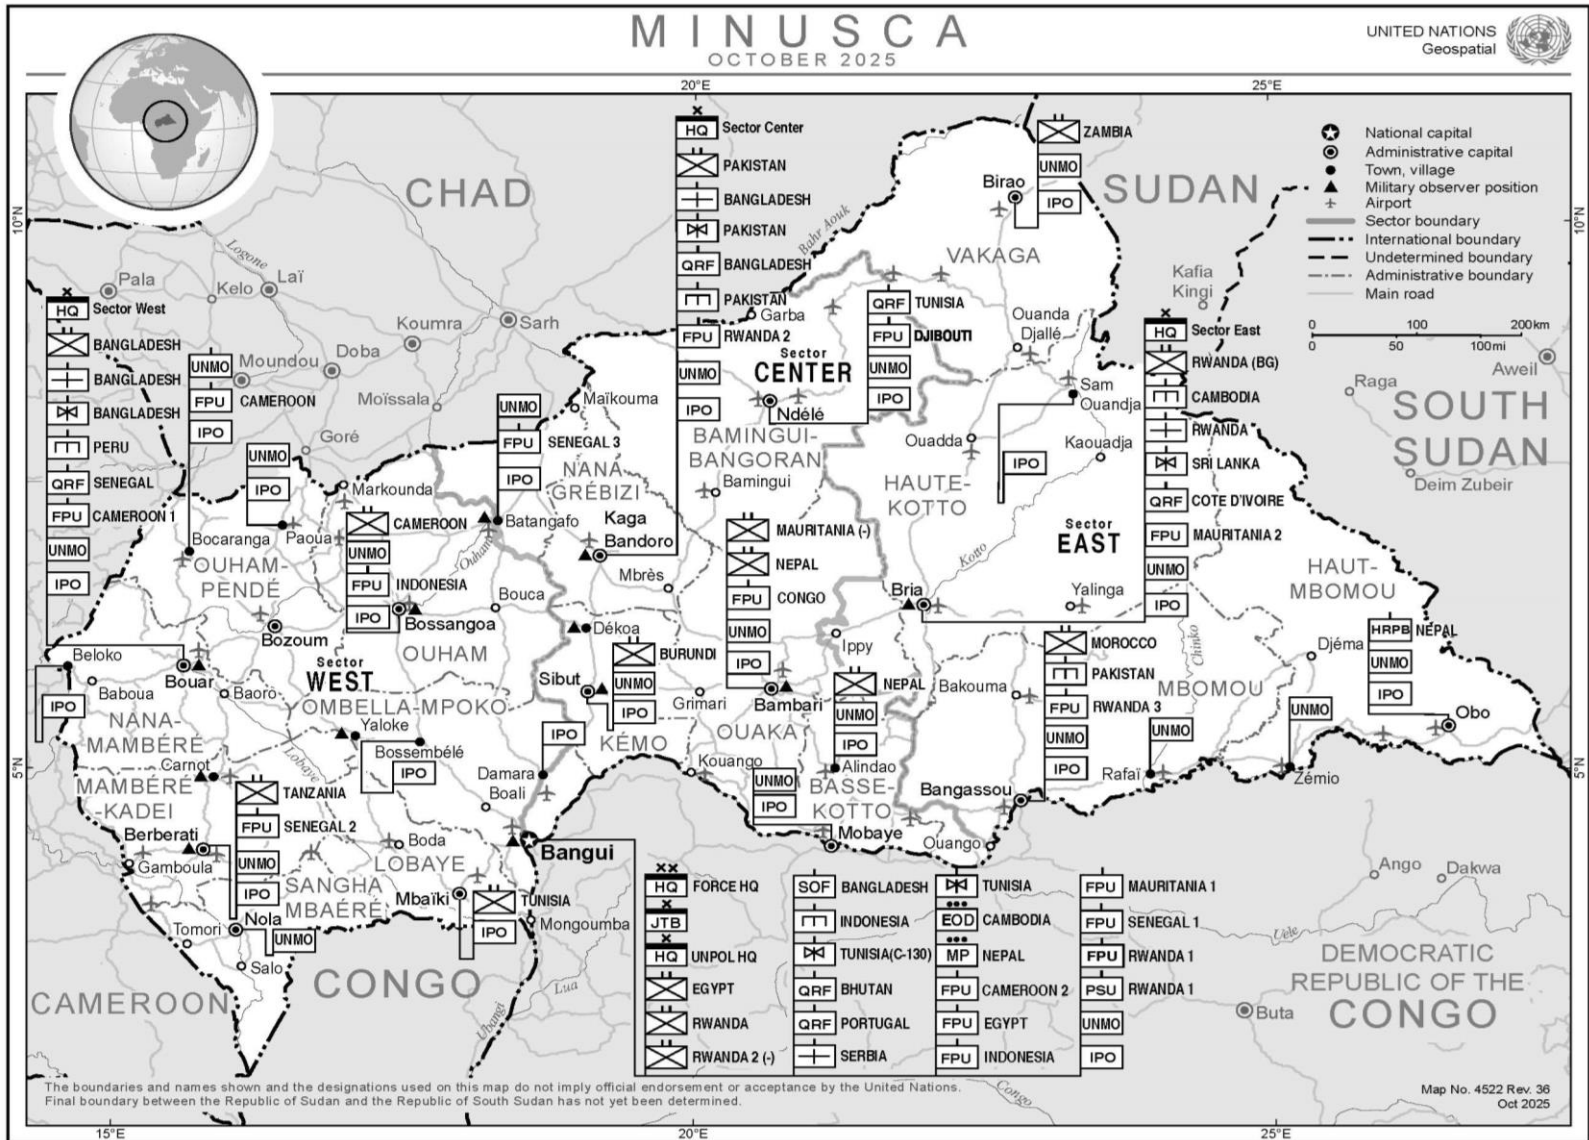 MINUSCA
OCTOBER 2025
UNITED NATIONS
Geospatial
20°E
25°E
10°N
10°N
5°N
5°N
15°E
20°E
25°E
National capital
Administrative capital
Town, village
Military observer position
Airport
Sector boundary
International boundary
Undetermined boundary
Administrative boundary
Main road
0 100 200km
0 50 100mi
CHAD
SUDAN
SOUTH
SUDAN
DEMOCRATIC
REPUBLIC OF THE
CONGO
CONGO
CAMEROON
HQ Sector West
BANGLADESH
BANGLADESH
BANGLADESH
PERU
QRF SENEGAL
FPU CAMEROON 1
UNMO
IPO
UNMO
FPU CAMEROON
IPO
UNMO
IPO
CAMEROON
UNMO
FPU INDONESIA
IPO
UNMO
FPU SENEGAL 3
IPO
HQ Sector Center
PAKISTAN
BANGLADESH
PAKISTAN
QRF BANGLADESH
PAKISTAN
FPU RWANDA 2
UNMO
IPO
QRF TUNISIA
FPU DJIBOUTI
UNMO
IPO
ZAMBIA
UNMO
IPO
HQ Sector East
RWANDA (BG)
CAMBODIA
RWANDA
SRI LANKA
QRF COTE D'IVOIRE
FPU MAURITANIA 2
UNMO
IPO
IPO
MAURITANIA (-)
NEPAL
FPU CONGO
UNMO
IPO
BURUNDI
UNMO
IPO
NEPAL
UNMO
IPO
MOROCCO
PAKISTAN
FPU RWANDA 3
UNMO
IPO
UNMO
UNMO
HRPB NEPAL
UNMO
IPO
IPO
IPO
IPO
TANZANIA
FPU SENEGAL 2
UNMO
IPO
UNMO
TUNISIA
IPO
UNMO
IPO
HQ FORCE HQ
JTB
HQ UNPOL HQ
EGYPT
RWANDA
RWANDA 2 (-)
SOF BANGLADESH
INDONESIA
TUNISIA(C-130)
QRF BHUTAN
QRF PORTUGAL
SERBIA
TUNISIA
EOD CAMBODIA
MP NEPAL
FPU CAMEROON 2
FPU EGYPT
FPU INDONESIA
FPU MAURITANIA 1
FPU SENEGAL 1
FPU RWANDA 1
PSU RWANDA 1
UNMO
IPO
Sector
WEST
Sector
CENTER
Sector
EAST
VAKAGA
BAMINGUI-
BANGORAN
HAUTE-
KOTTO
HAUT-
MBOMOU
MBOMOU
NANA
GRÉBIZI
OUHAM-
PENDÉ
OUHAM
OMBELLA-MPOKO
KÉMO
OUAKA
BASSE-
KOTTO
NANA-
MAMBÉRÉ
MAMBÉRÉ
-KADEI
LOBAYE
SANGHA
MBAÉRÉ
Pala
Kelo
Laï
Logone
Koumra
Sarh
Moundou
Doba
Moïssala
Goré
Maïkouma
Markounda
Batangafo
Kaga
Bandoro
Bocaranga
Paoua
Ouham
Bossangoa
Bouca
Mbrès
Bozoum
Dékoa
Beloko
Bouar
Baboua
Baoro
Sibut
Grimari
Bambari
Ippy
Yaloke
Bossembélé
Carnot
Lobaye
Damara
Boali
Kouango
Alindao
Berberati
Gamboula
Boda
Bangui
Mobaye
Ouango
Bangassou
Nola
Mbaïki
Mongoumba
Tomori
Salo
Lua
Ubangi
Congo
Bahr Aouk
Birao
Garba
Ndélé
Bamingui
Ouanda
Djallé
Sam
Ouandja
Ouadda
Kaouadja
Kotto
Bria
Yalinga
Bakouma
Chinko
Djéma
Rafaï
Zémio
Obo
Kafia
Kingi
Raga
Aweil
Deim Zubeir
Ango
Dakwa
Uele
Buta
The boundaries and names shown and the designations used on this map do not imply official endorsement or acceptance by the United Nations.
Final boundary between the Republic of Sudan and the Republic of South Sudan has not yet been determined.
Map No. 4522 Rev. 36
Oct 2025